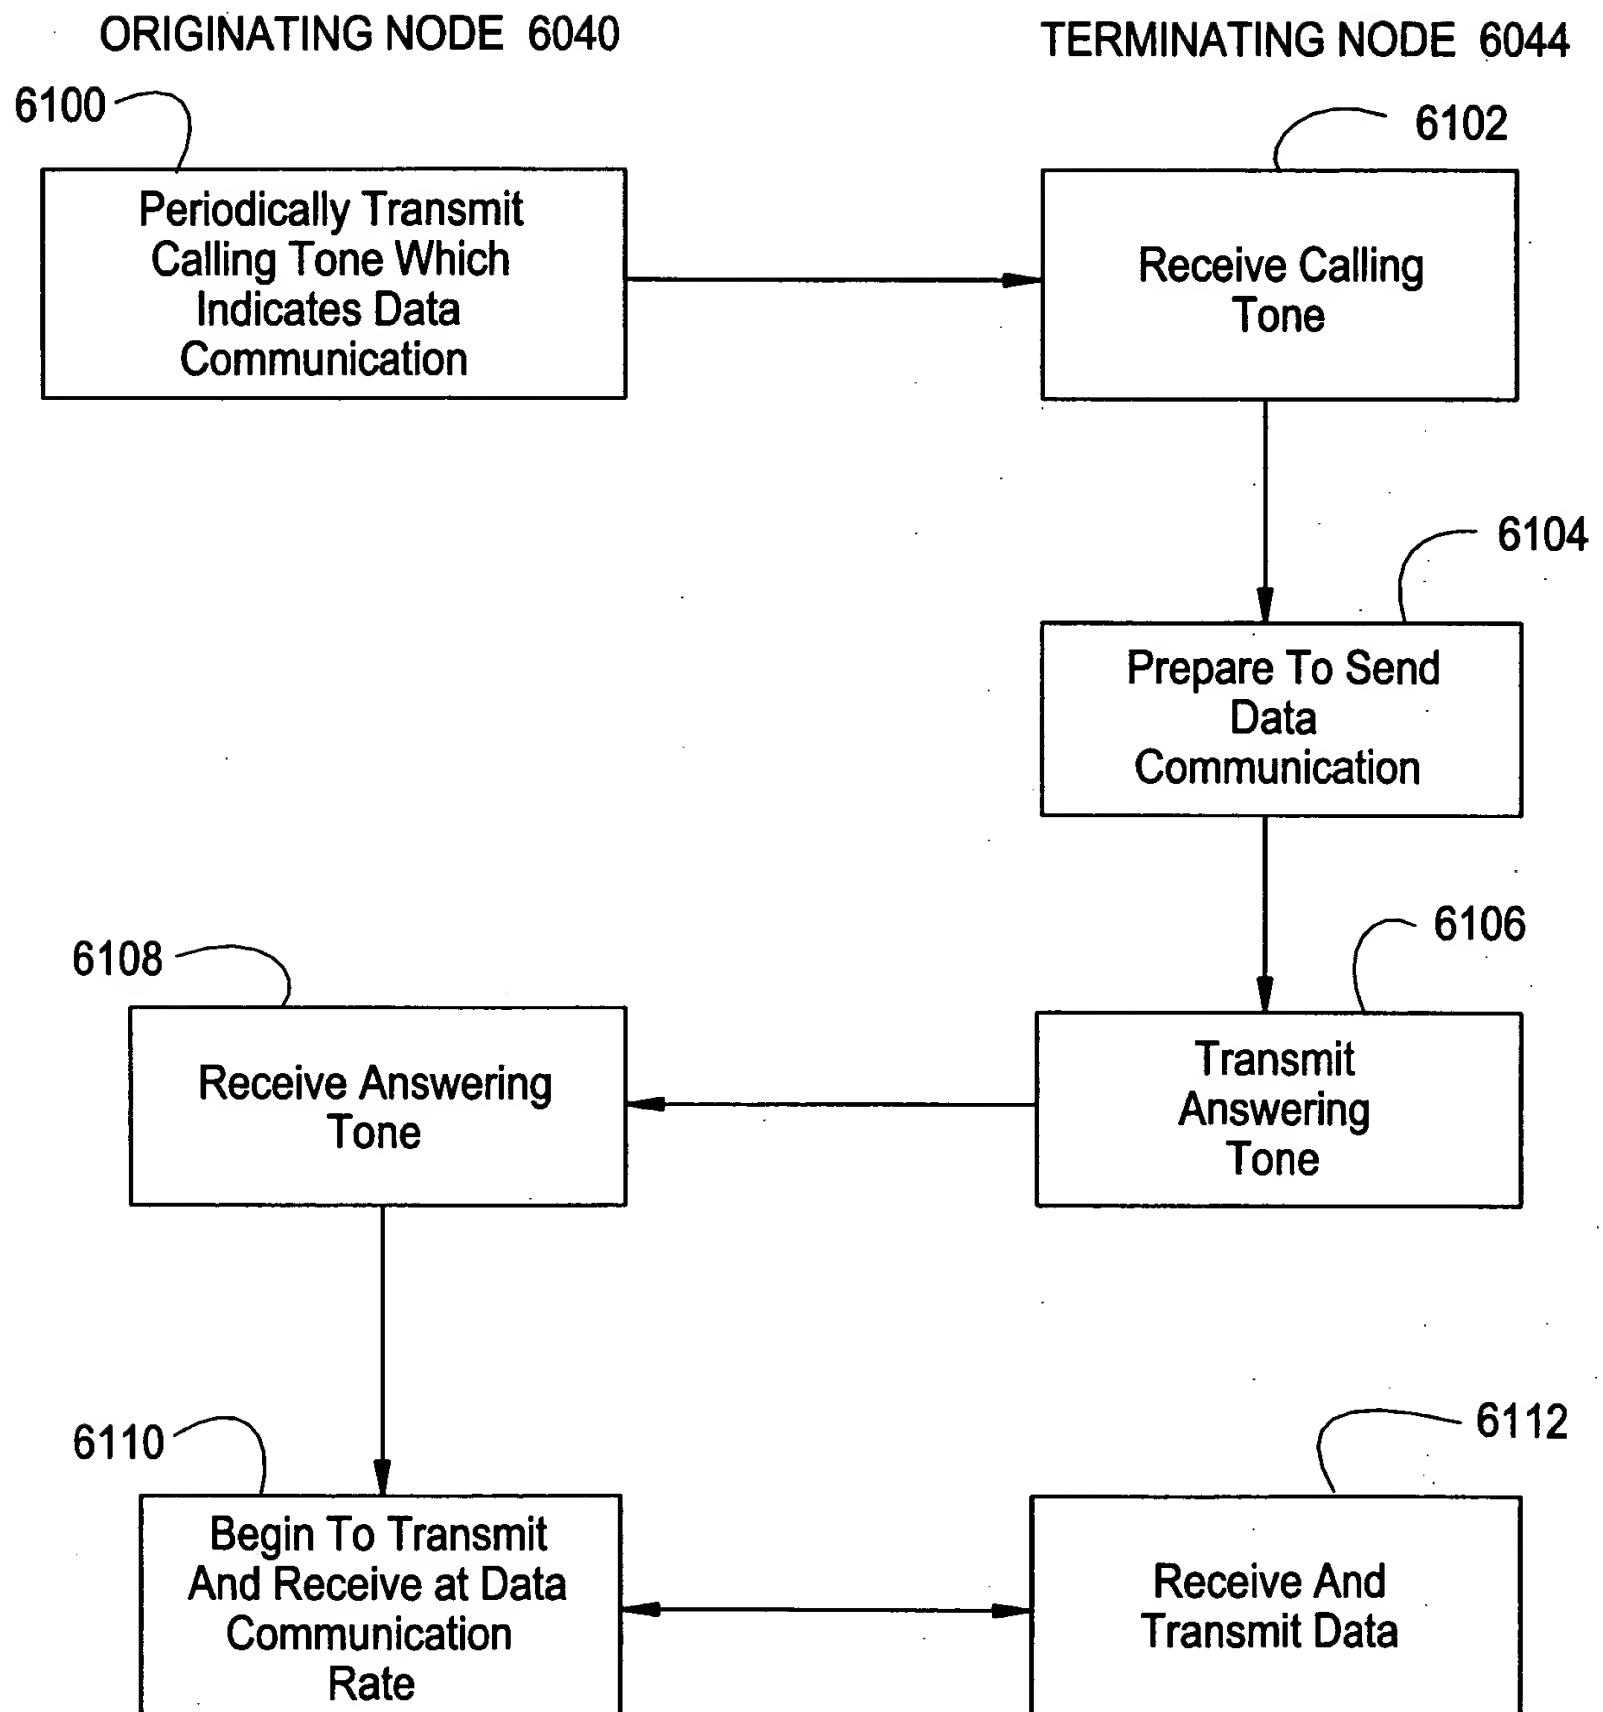 ORIGINATING NODE 6040
TERMINATING NODE 6044
6100
6102
Periodically Transmit
Calling Tone Which
Indicates Data
Communication
Receive Calling
Tone
6104
Prepare To Send
Data
Communication
6106
6108
Transmit
Answering
Tone
Receive Answering
Tone
6110
6112
Begin To Transmit
And Receive at Data
Communication
Rate
Receive And
Transmit Data